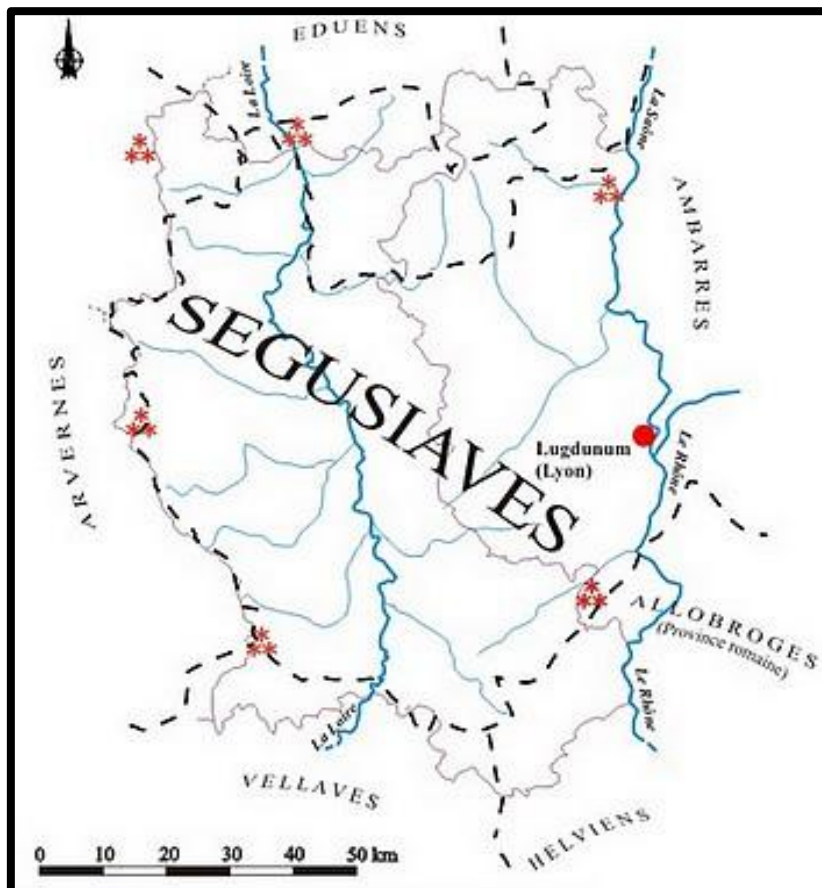 EDUENS
La Loire
La Saône
AMBARRES
SEGUSIAVES
ARVERNES
Lugdunum
(Lyon)
Le Rhône
ALLOBROGES
(Province romaine)
Le Rhône
La Loire
VELLAVES
HELVIENS
0 10 20 30 40 50 km